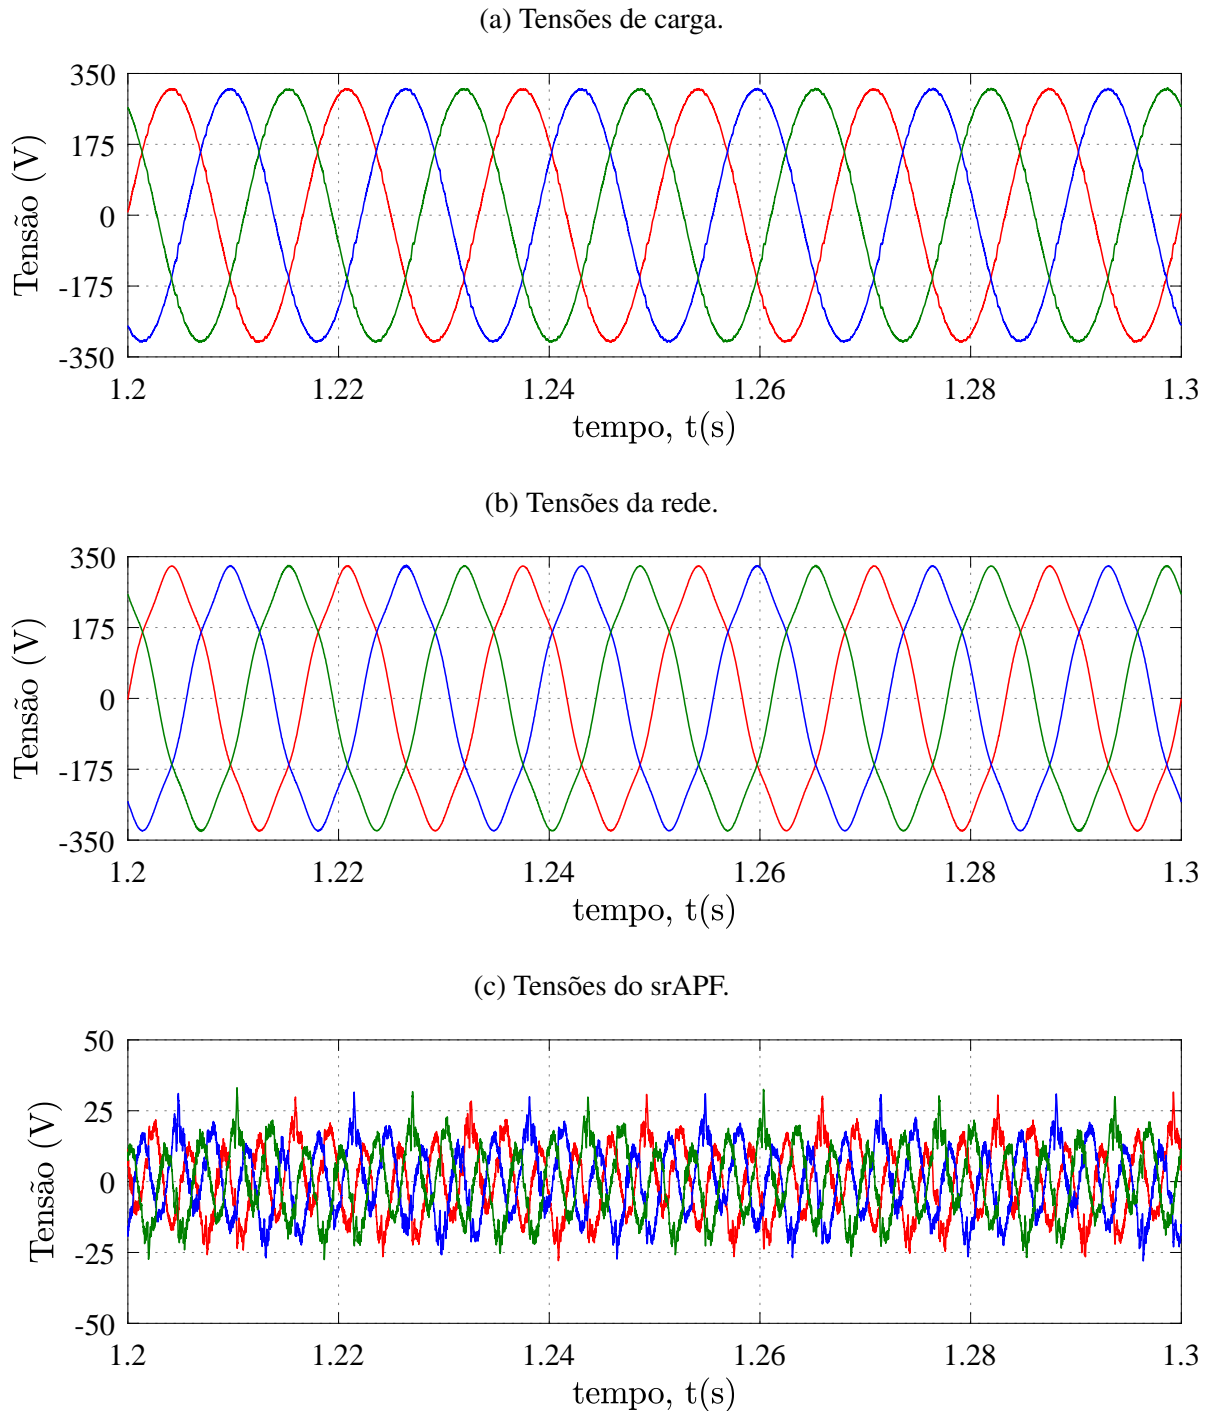 (a) Tensões de carga.
350
175
0
-175
-350
Tensão (V)
1.2 1.22 1.24 1.26 1.28 1.3
tempo, t(s)
(b) Tensões da rede.
350
175
0
-175
-350
Tensão (V)
1.2 1.22 1.24 1.26 1.28 1.3
tempo, t(s)
(c) Tensões do srAPF.
50
25
0
-25
-50
Tensão (V)
1.2 1.22 1.24 1.26 1.28 1.3
tempo, t(s)